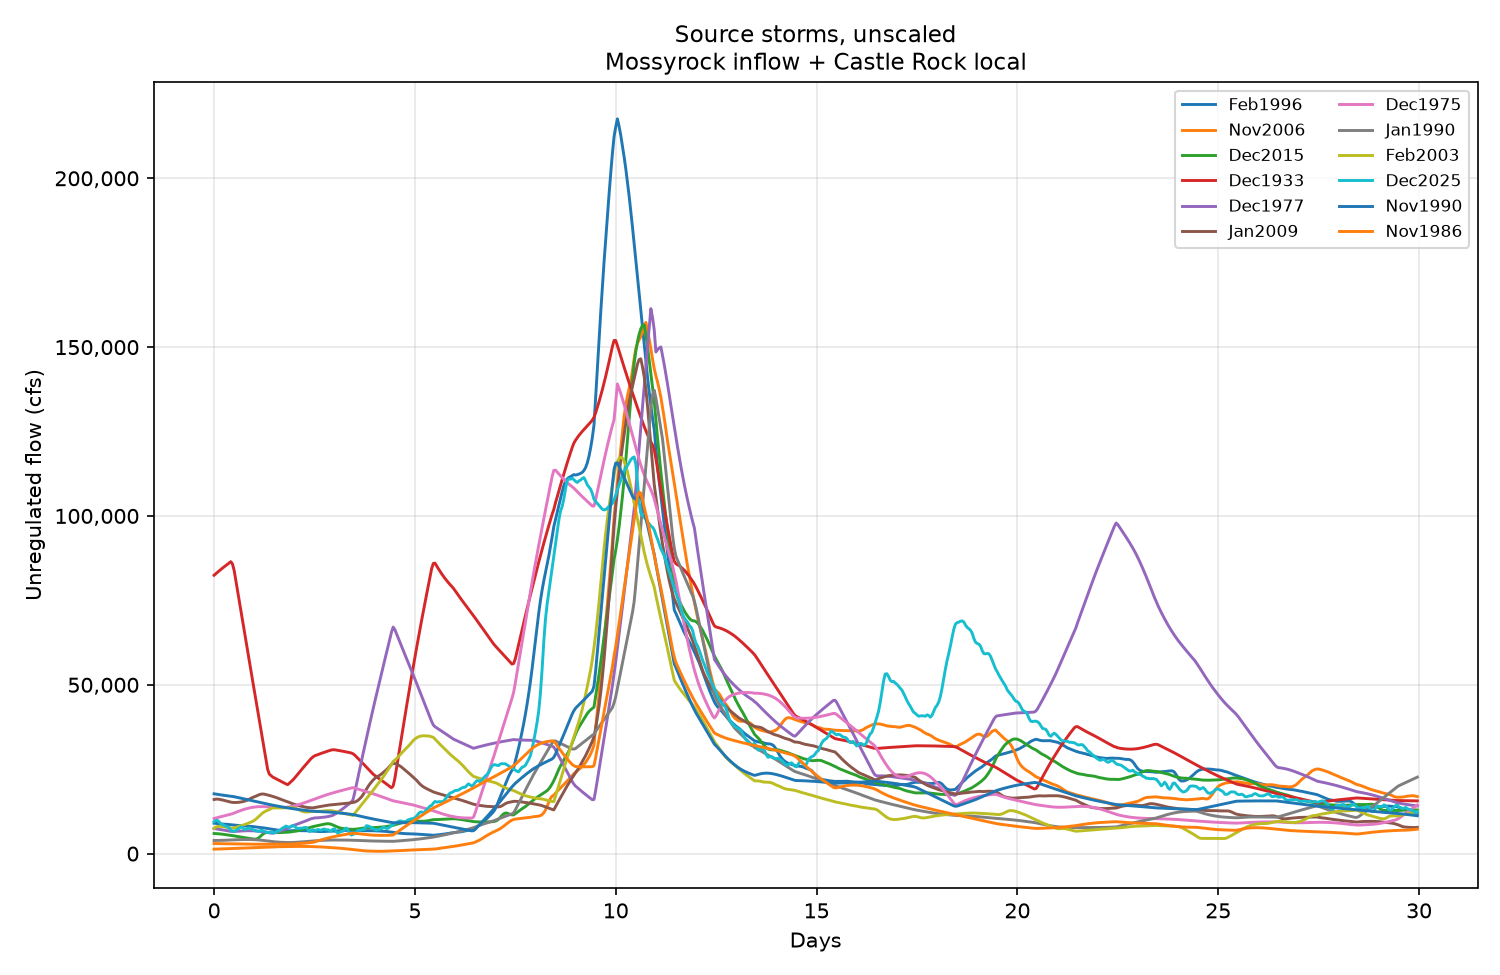 Source storms, unscaled
Mossyrock inflow + Castle Rock local
Feb1996
Nov2006
Dec2015
Dec1933
Dec1977
Jan2009
Dec1975
Jan1990
Feb2003
Dec2025
Nov1990
Nov1986
Unregulated flow (cfs)
200,000
150,000
100,000
50,000
0
0 5 10 15 20 25 30
Days